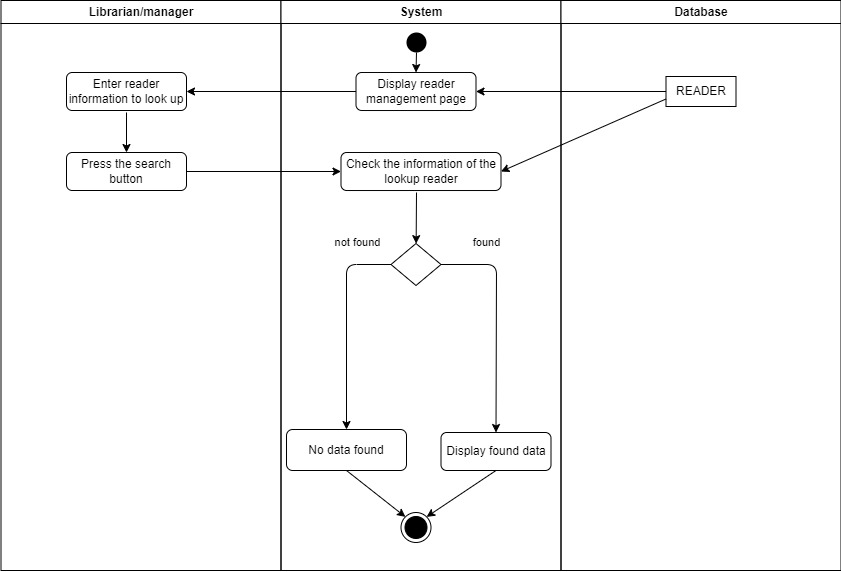 Librarian/manager
System
Database
Enter reader
information to look up
Display reader
management page
READER
Press the search
button
Check the information of the
lookup reader
not found
found
No data found
Display found data